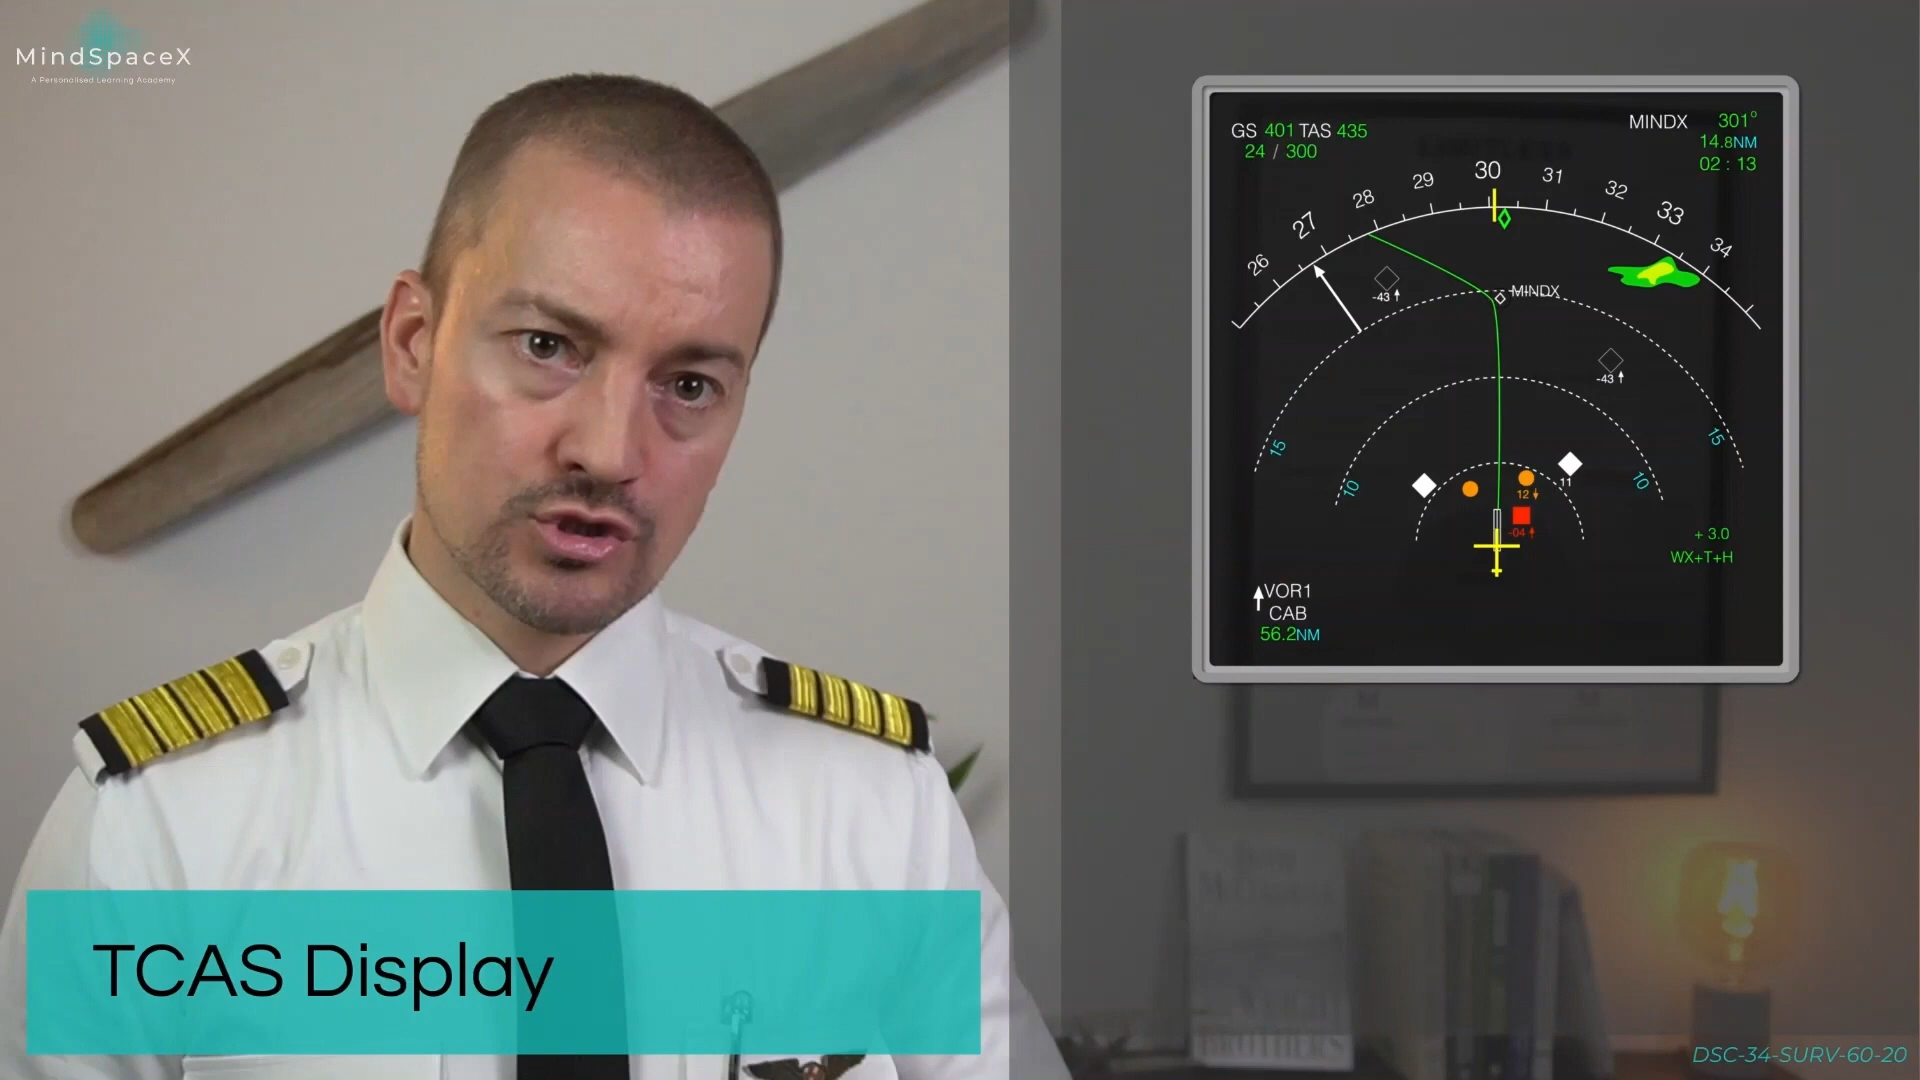 MindSpaceX
A Personalised Learning Academy
GS 401 TAS 435
24 / 300
MINDX 301°
14.8NM
02 : 13
26
27
28
29
30
31
32
33
34
-43
MINDX
-43
15
15
10
10
11
12
-04
+ 3.0
WX+T+H
VOR1
CAB
56.2NM
TCAS Display
BROTHERS
DSC-34-SURV-60-20